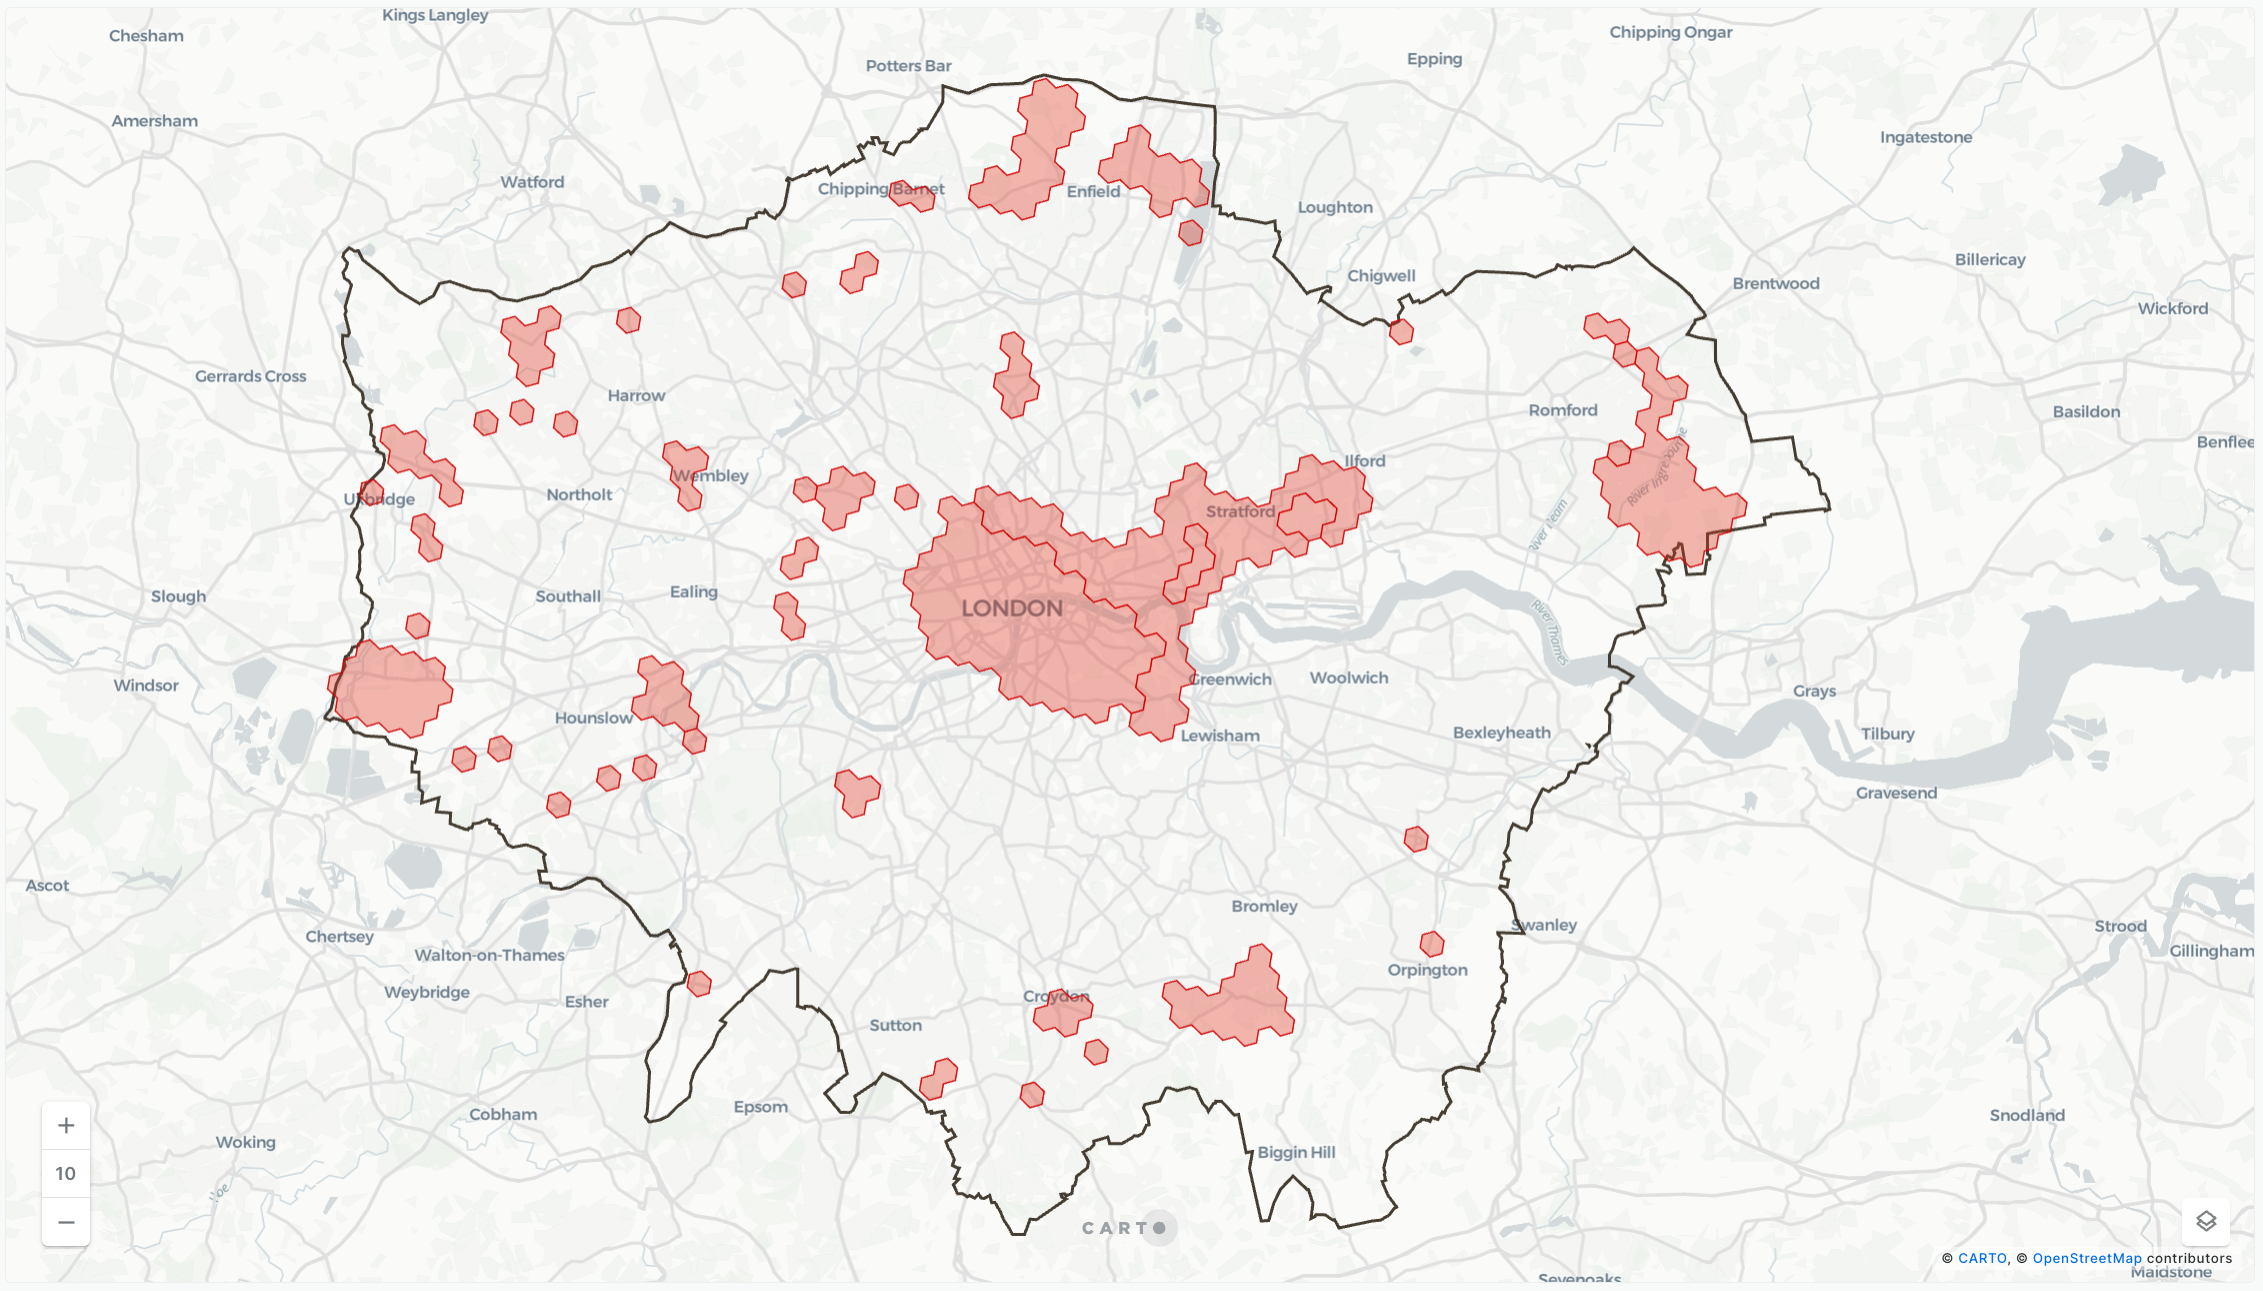 Kings Langley
Chesham
Chipping Ongar
Potters Bar
Epping
Amersham
Ingatestone
Watford
Chipping Barnet
Enfield
Loughton
Billericay
Chigwell
Brentwood
Wickford
Gerrards Cross
Harrow
Romford
Basildon
Benflee
Ilford
Wembley
Northolt
Uxbridge
Stratford
River Ingrebourne
River Beam
Slough
Southall
Ealing
LONDON
River Thames
Windsor
Greenwich
Woolwich
Grays
Hounslow
Lewisham
Bexleyheath
Tilbury
Gravesend
Ascot
Bromley
Swanley
Strood
Chertsey
Walton-on-Thames
Gillingham
Orpington
Weybridge
Esher
Croydon
Sutton
Epsom
Cobham
Snodland
+
Woking
Biggin Hill
10
−
CARTO
© CARTO, © OpenStreetMap contributors
Maidstone
Sevenoaks